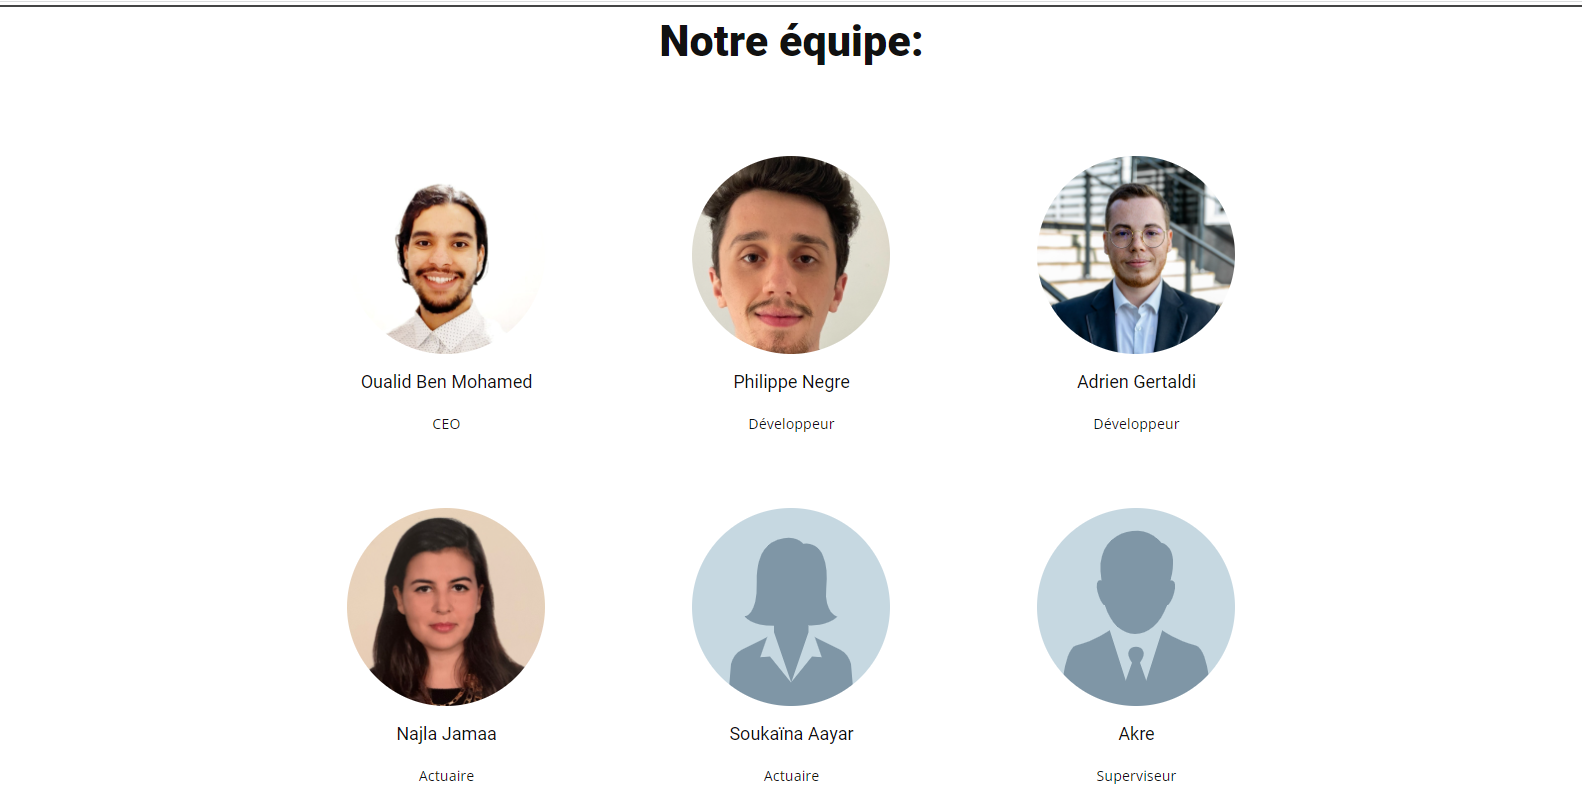 Notre équipe:
Oualid Ben Mohamed
Philippe Negre
Adrien Gertaldi
CEO
Développeur
Développeur
Najla Jamaa
Soukaïna Aayar
Akre
Actuaire
Actuaire
Superviseur